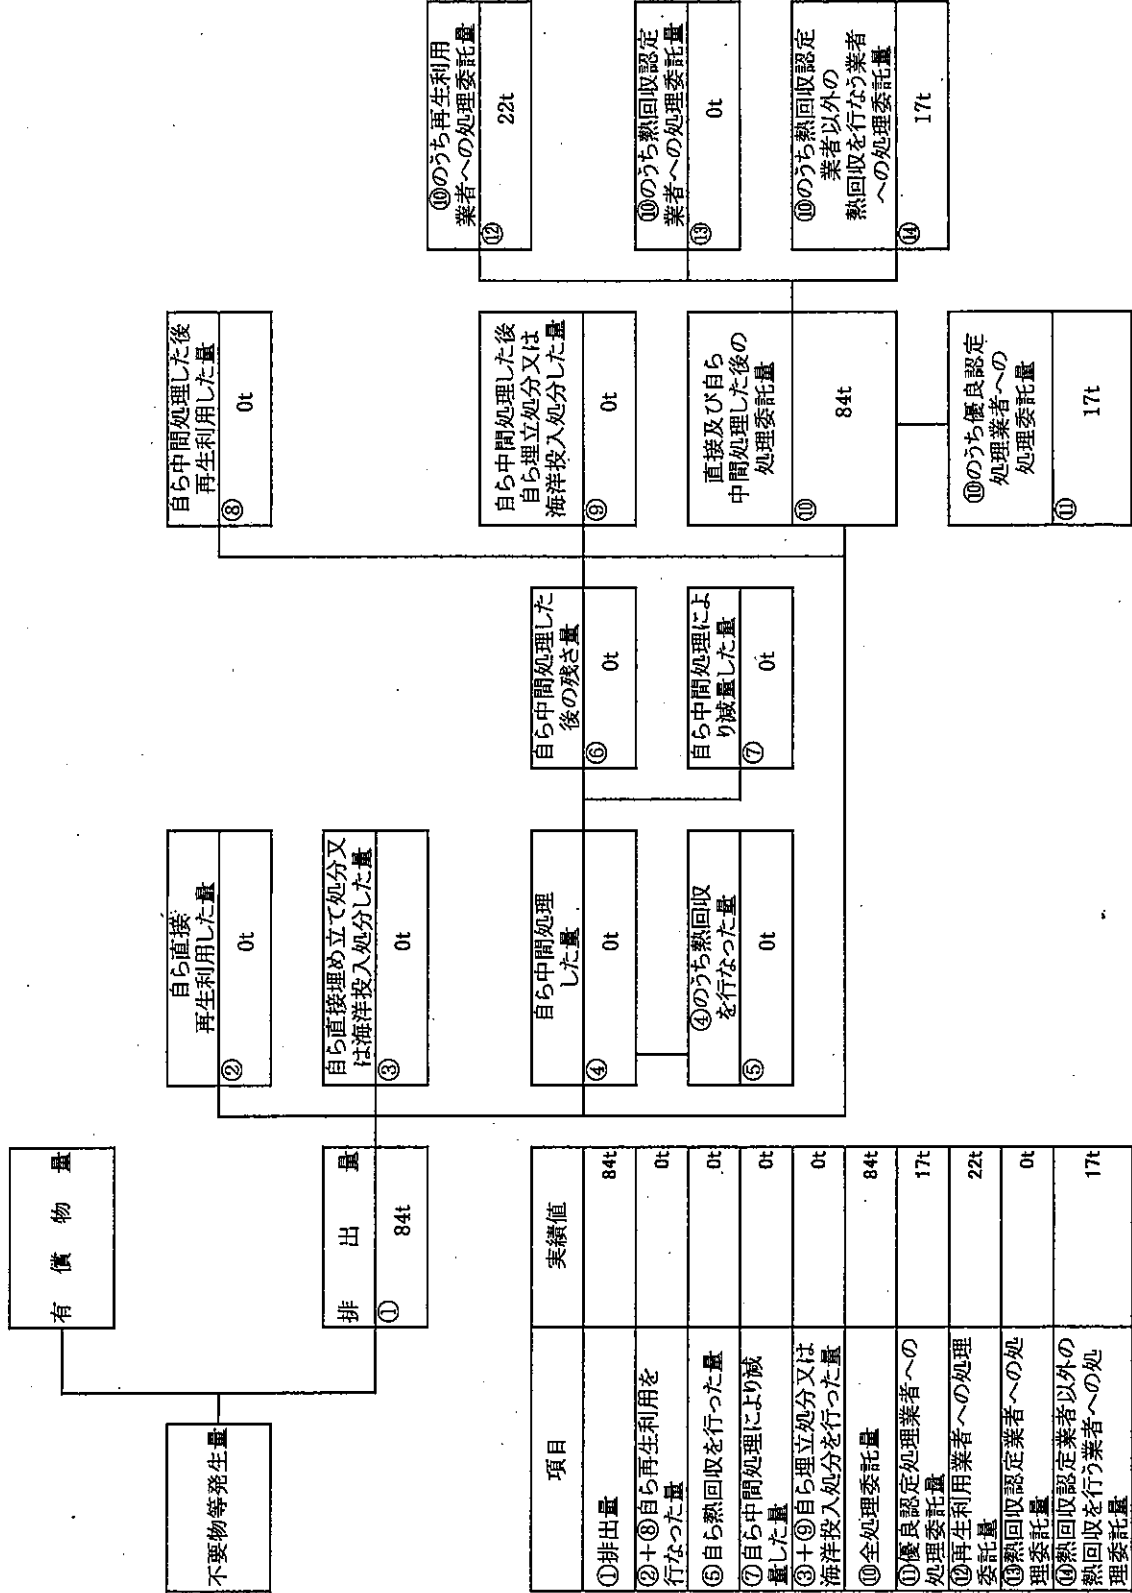 不要物等発生量
有償物量
排出量
①
84t
自ら直接
再生利用した量
②
0t
自ら直接埋め立て処分又
は海洋投入処分した量
③
0t
自ら中間処理
した量
④
0t
④のうち熱回収
を行なった量
⑤
0t
自ら中間処理した
後の残さ量
⑥
0t
自ら中間処理によ
り減量した量
⑦
0t
自ら中間処理した後
再生利用した量
⑧
0t
自ら中間処理した後
自ら埋立処分又は
海洋投入処分した量
⑨
0t
直接及び自ら
中間処理した後の
処理委託量
⑩
84t
⑩のうち優良認定
処理業者への
処理委託量
⑪
17t
⑩のうち再生利用
業者への処理委託量
⑫
22t
⑩のうち熱回収認定
業者への処理委託量
⑬
0t
⑩のうち熱回収認定
業者以外の
熱回収を行なう業者
への処理委託量
⑭
17t
項目
実績値
①排出量
84t
②+⑧自ら再生利用を
行なった量
0t
⑤自ら熱回収を行った量
0t
⑦自ら中間処理により減
量した量
0t
③+⑨自ら埋立処分又は
海洋投入処分を行った量
0t
⑩全処理委託量
84t
⑪優良認定処理業者への
処理委託量
17t
⑫再生利用業者への処理
委託量
22t
⑬熱回収認定業者への処
理委託量
0t
⑭熱回収認定業者以外の
熱回収を行う業者への処
理委託量
17t